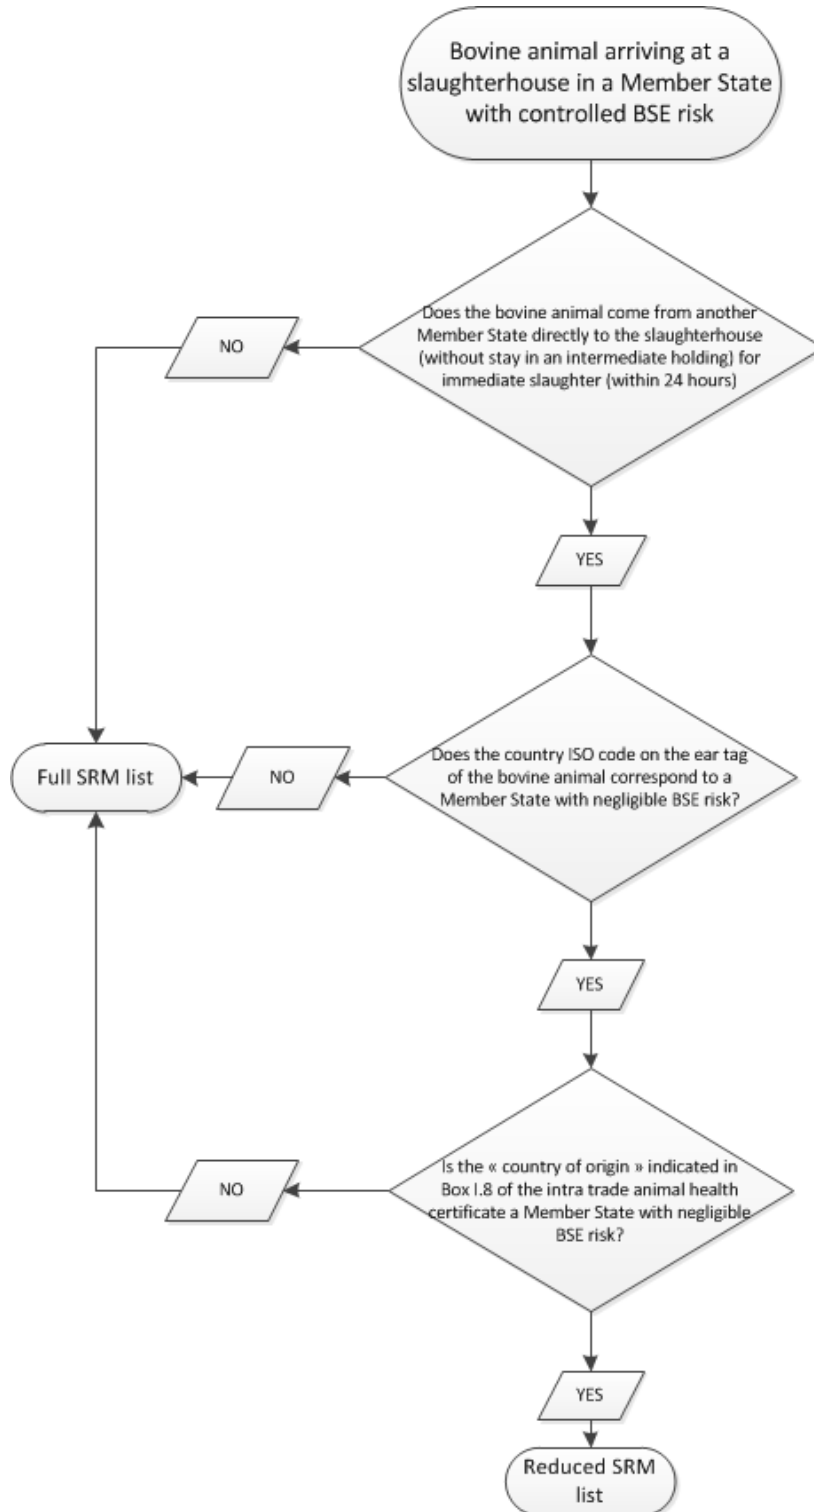 Bovine animal arriving at a
slaughterhouse in a Member State
with controlled BSE risk
Does the bovine animal come from another
Member State directly to the slaughterhouse
(without stay in an intermediate holding) for
immediate slaughter (within 24 hours)
NO
YES
Does the country ISO code on the ear tag
of the bovine animal correspond to a
Member State with negligible BSE risk?
NO
Full SRM list
YES
Is the « country of origin » indicated in
Box I.8 of the intra trade animal health
certificate a Member State with negligible
BSE risk?
NO
YES
Reduced SRM
list